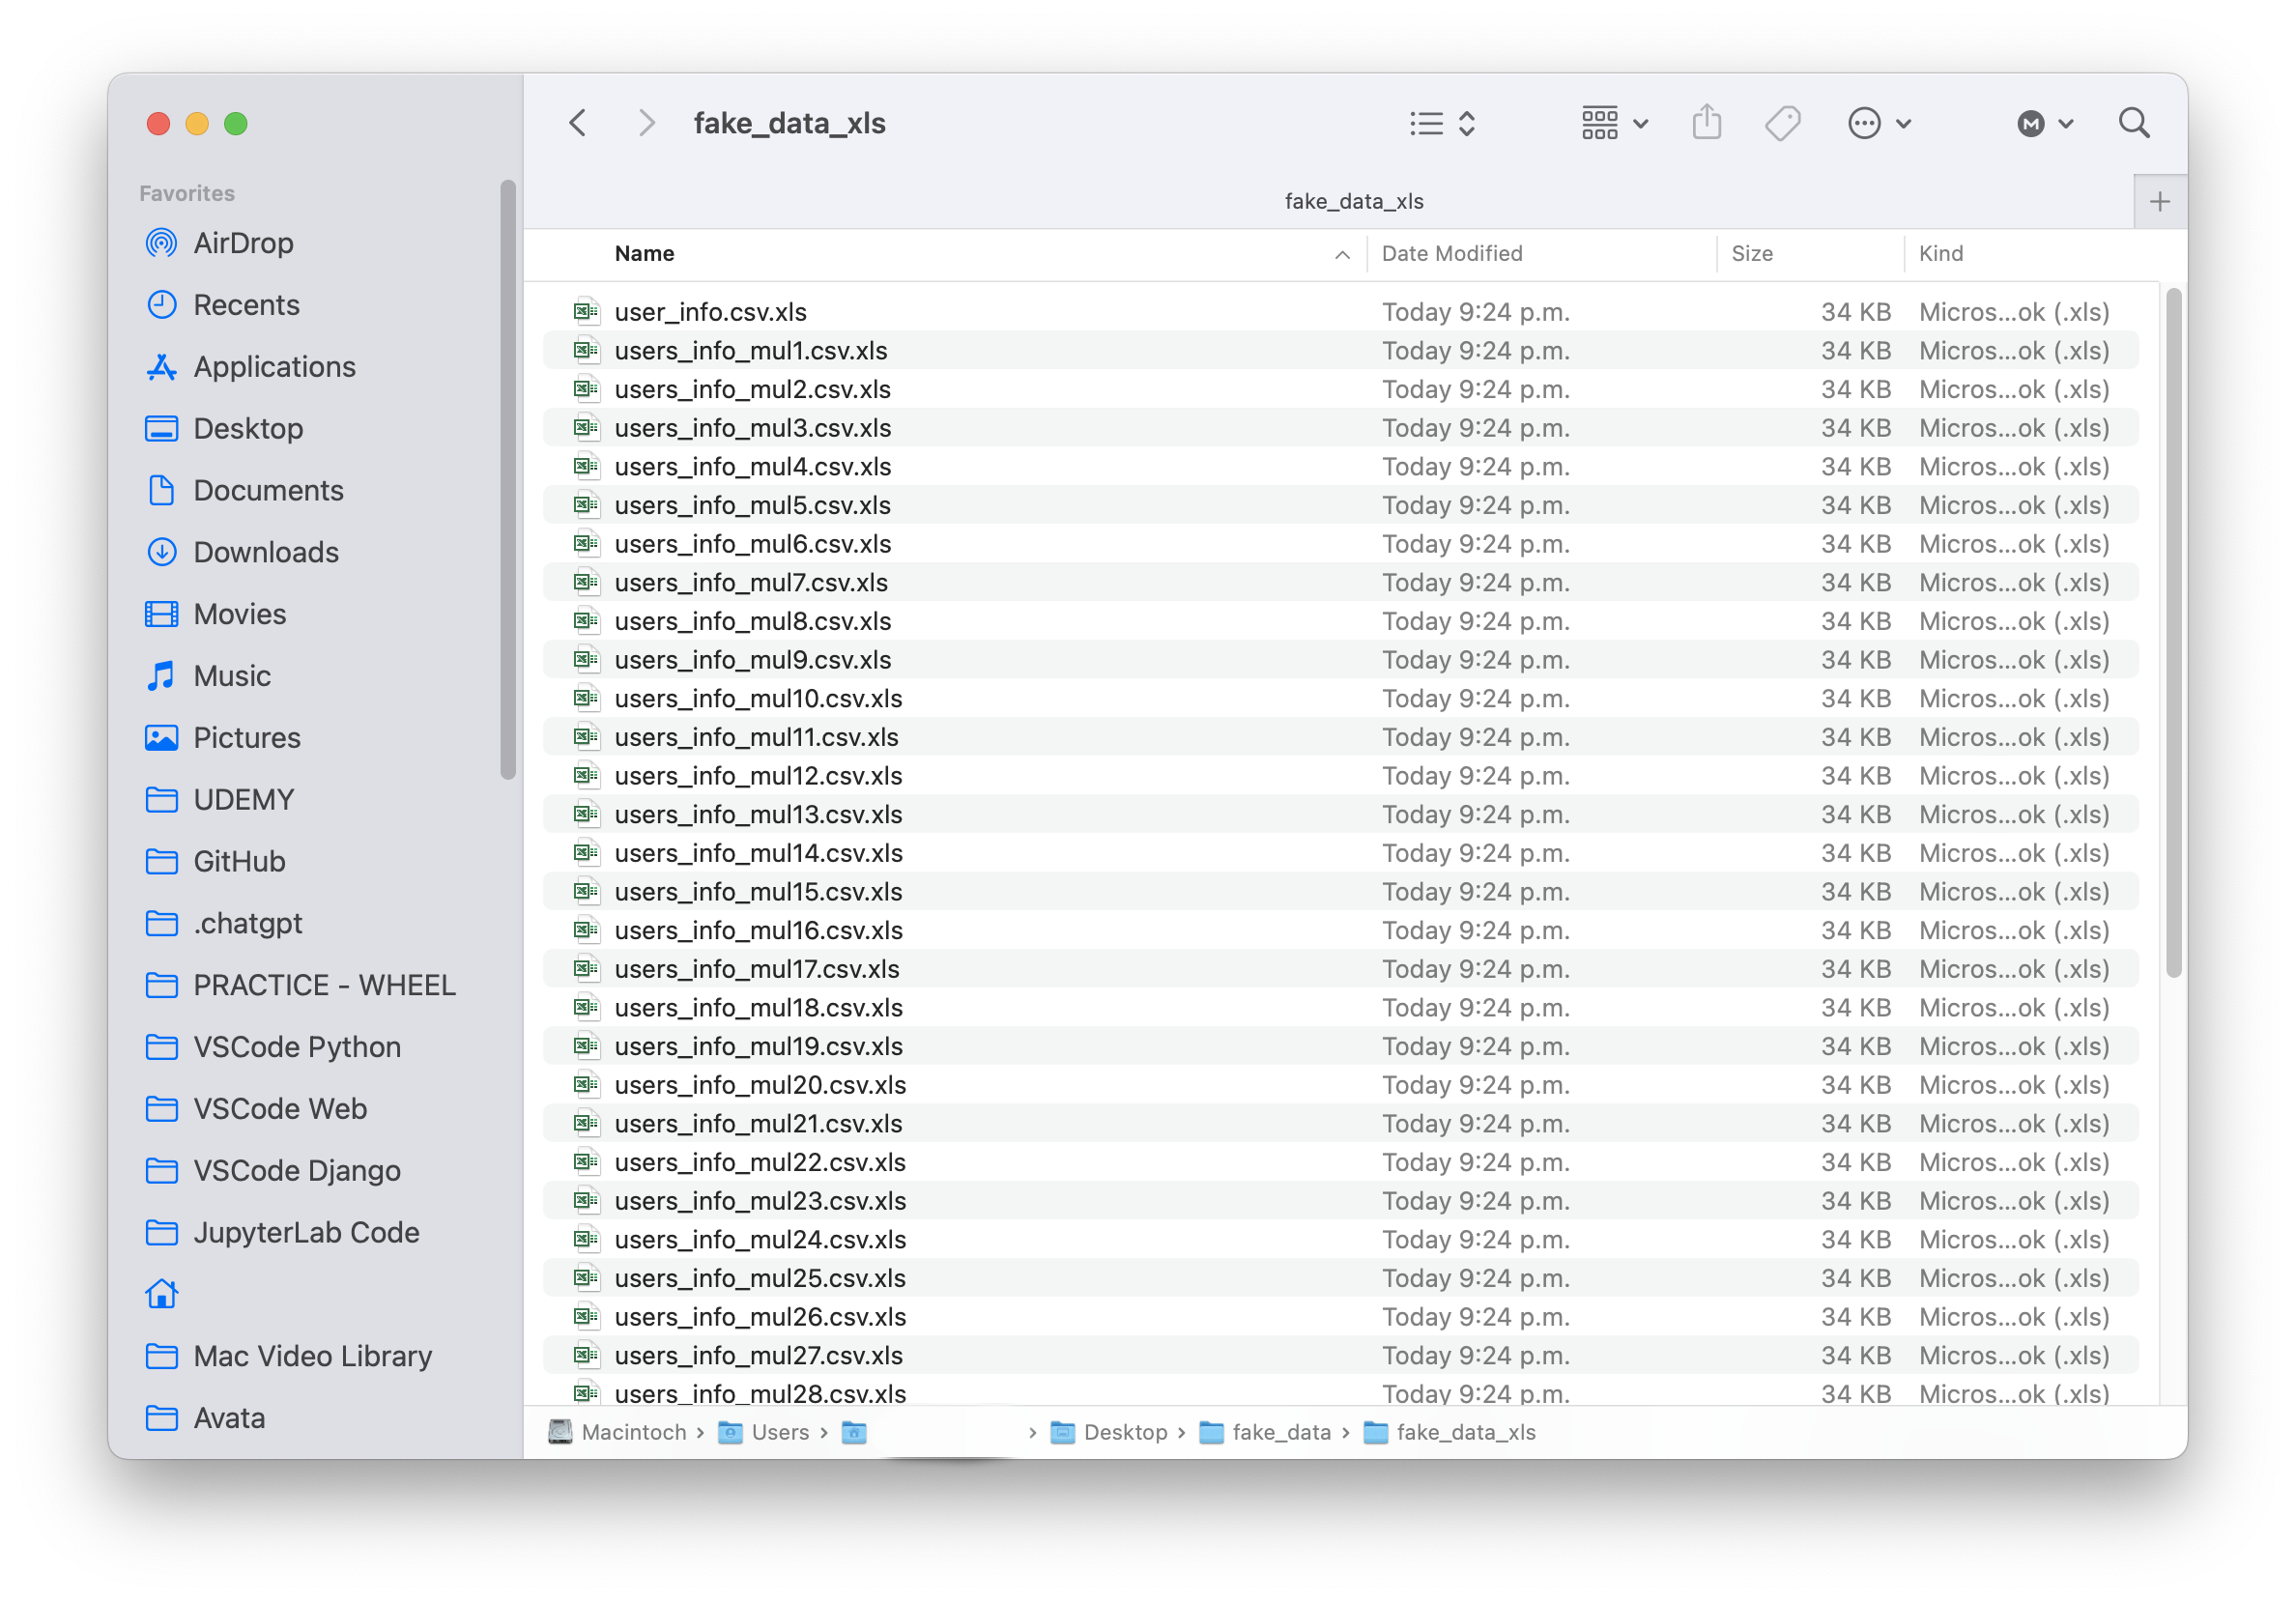 fake_data_xls
fake_data_xls
Favorites
AirDrop
Recents
Applications
Desktop
Documents
Downloads
Movies
Music
Pictures
UDEMY
GitHub
.chatgpt
PRACTICE - WHEEL
VSCode Python
VSCode Web
VSCode Django
JupyterLab Code
Mac Video Library
Avata
Name Date Modified Size Kind
user_info.csv.xls Today 9:24 p.m. 34 KB Micros...ok (.xls)
users_info_mul1.csv.xls Today 9:24 p.m. 34 KB Micros...ok (.xls)
users_info_mul2.csv.xls Today 9:24 p.m. 34 KB Micros...ok (.xls)
users_info_mul3.csv.xls Today 9:24 p.m. 34 KB Micros...ok (.xls)
users_info_mul4.csv.xls Today 9:24 p.m. 34 KB Micros...ok (.xls)
users_info_mul5.csv.xls Today 9:24 p.m. 34 KB Micros...ok (.xls)
users_info_mul6.csv.xls Today 9:24 p.m. 34 KB Micros...ok (.xls)
users_info_mul7.csv.xls Today 9:24 p.m. 34 KB Micros...ok (.xls)
users_info_mul8.csv.xls Today 9:24 p.m. 34 KB Micros...ok (.xls)
users_info_mul9.csv.xls Today 9:24 p.m. 34 KB Micros...ok (.xls)
users_info_mul10.csv.xls Today 9:24 p.m. 34 KB Micros...ok (.xls)
users_info_mul11.csv.xls Today 9:24 p.m. 34 KB Micros...ok (.xls)
users_info_mul12.csv.xls Today 9:24 p.m. 34 KB Micros...ok (.xls)
users_info_mul13.csv.xls Today 9:24 p.m. 34 KB Micros...ok (.xls)
users_info_mul14.csv.xls Today 9:24 p.m. 34 KB Micros...ok (.xls)
users_info_mul15.csv.xls Today 9:24 p.m. 34 KB Micros...ok (.xls)
users_info_mul16.csv.xls Today 9:24 p.m. 34 KB Micros...ok (.xls)
users_info_mul17.csv.xls Today 9:24 p.m. 34 KB Micros...ok (.xls)
users_info_mul18.csv.xls Today 9:24 p.m. 34 KB Micros...ok (.xls)
users_info_mul19.csv.xls Today 9:24 p.m. 34 KB Micros...ok (.xls)
users_info_mul20.csv.xls Today 9:24 p.m. 34 KB Micros...ok (.xls)
users_info_mul21.csv.xls Today 9:24 p.m. 34 KB Micros...ok (.xls)
users_info_mul22.csv.xls Today 9:24 p.m. 34 KB Micros...ok (.xls)
users_info_mul23.csv.xls Today 9:24 p.m. 34 KB Micros...ok (.xls)
users_info_mul24.csv.xls Today 9:24 p.m. 34 KB Micros...ok (.xls)
users_info_mul25.csv.xls Today 9:24 p.m. 34 KB Micros...ok (.xls)
users_info_mul26.csv.xls Today 9:24 p.m. 34 KB Micros...ok (.xls)
users_info_mul27.csv.xls Today 9:24 p.m. 34 KB Micros...ok (.xls)
users_info_mul28.csv.xls Today 9:24 p.m. 34 KB Micros...ok (.xls)
Macintoch › Users › › Desktop › fake_data › fake_data_xls